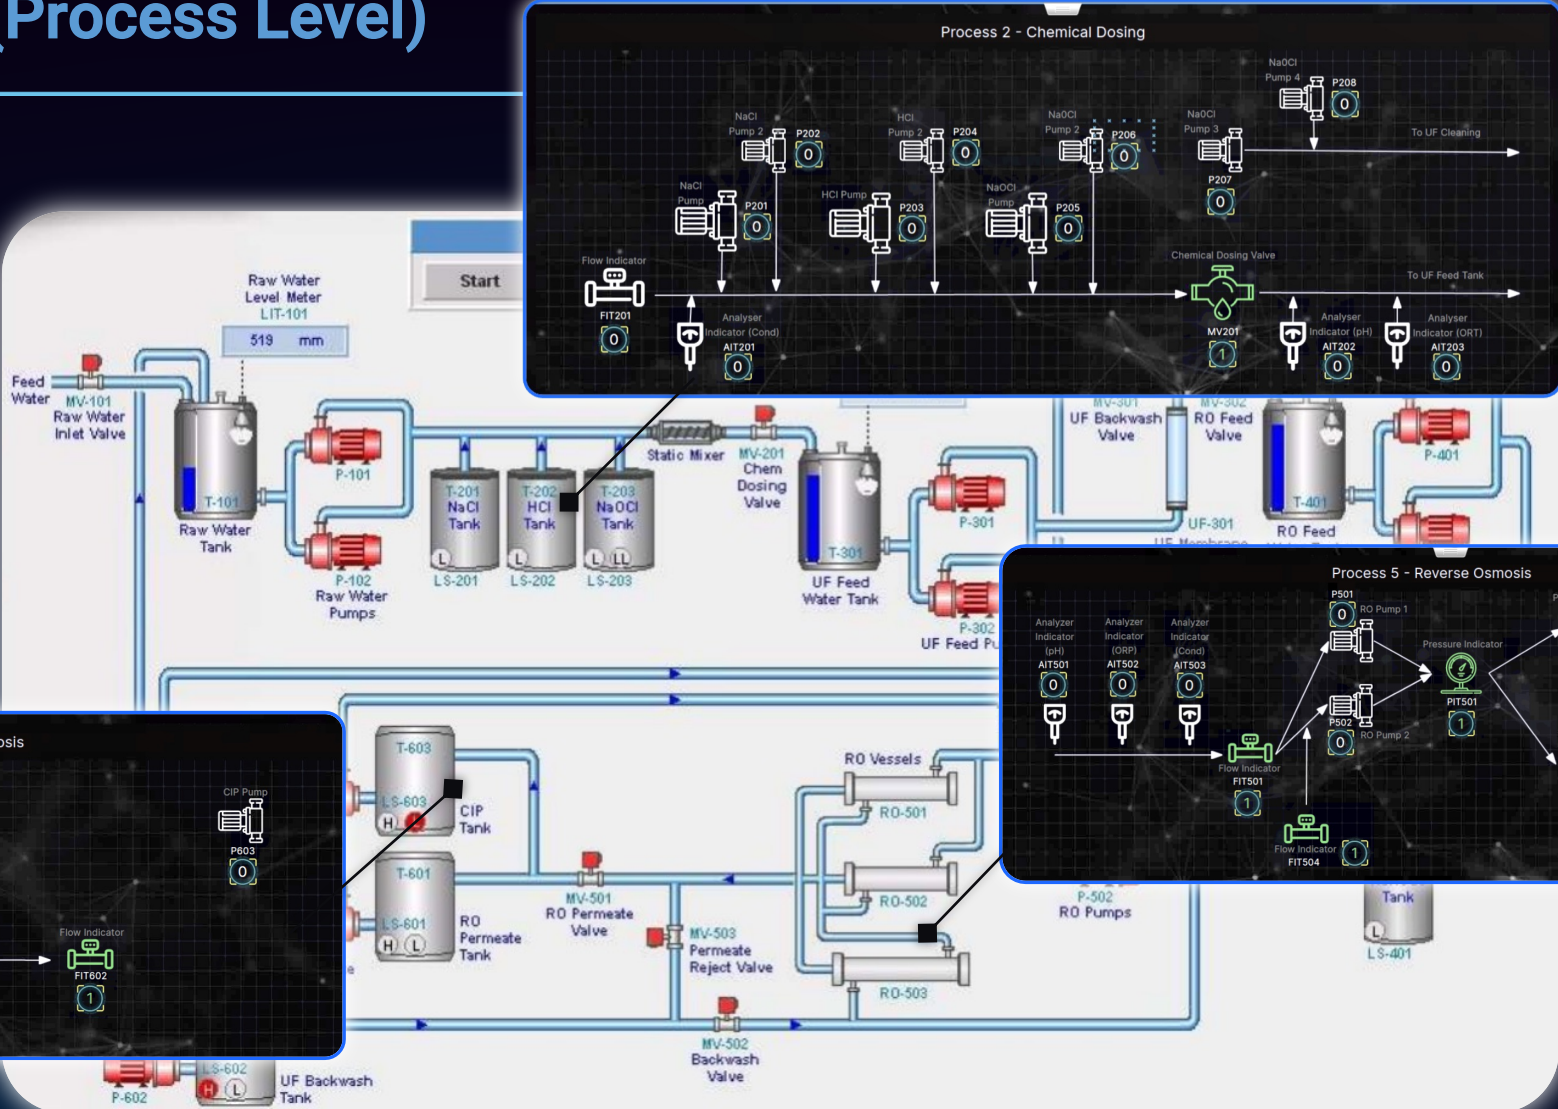 (Process Level)
Process 2 - Chemical Dosing
NaOCl
Pump 4
P208
0
NaCl
Pump 2
P202
0
HCl
Pump 2
P204
0
NaOCl
Pump 2
P206
0
NaOCl
Pump 3
P207
0
To UF Cleaning
NaCl
Pump
P201
0
HCl Pump
P203
0
NaOCl
Pump
P205
0
Flow Indicator
FIT201
0
Analyser
Indicator (Cond)
AIT201
0
Chemical Dosing Valve
MV201
1
To UF Feed Tank
Analyser
Indicator (pH)
AIT202
0
Analyser
Indicator (ORT)
AIT203
0
Start
Raw Water
Level Meter
LIT-101
519 mm
Feed
Water
MV-101
Raw Water
Inlet Valve
T-101
Raw Water
Tank
P-101
P-102
Raw Water
Pumps
T-201
NaCl
Tank
L
LS-201
T-202
HCl
Tank
L
LS-202
T-203
NaOCl
Tank
L
LL
LS-203
Static Mixer
MV-201
Chem
Dosing
Valve
T-301
UF Feed
Water Tank
P-301
P-302
UF Feed Pu
MV-301
UF Backwash
Valve
MV-302
RO Feed
Valve
UF-301
UF Membrane
T-401
RO Feed
P-401
Process 5 - Reverse Osmosis
Analyzer
Indicator
(pH)
AIT501
0
Analyzer
Indicator
(ORP)
AIT502
0
Analyzer
Indicator
(Cond)
AIT503
0
P501
0
RO Pump 1
P502
0
RO Pump 2
Pressure Indicator
PIT501
1
P
Flow Indicator
FIT501
1
Flow Indicator
FIT504
1
osis
CIP Pump
P603
0
Flow Indicator
FIT602
1
T-603
LS-603
H
CIP
Tank
T-601
LS-601
H
L
RO
Permeate
Tank
e
MV-501
RO Permeate
Valve
MV-503
Permeate
Reject Valve
RO Vessels
RO-501
RO-502
RO-503
MV-502
Backwash
Valve
P-502
RO Pumps
Tank
L
LS-401
P-602
LS-602
H
L
UF Backwash
Tank